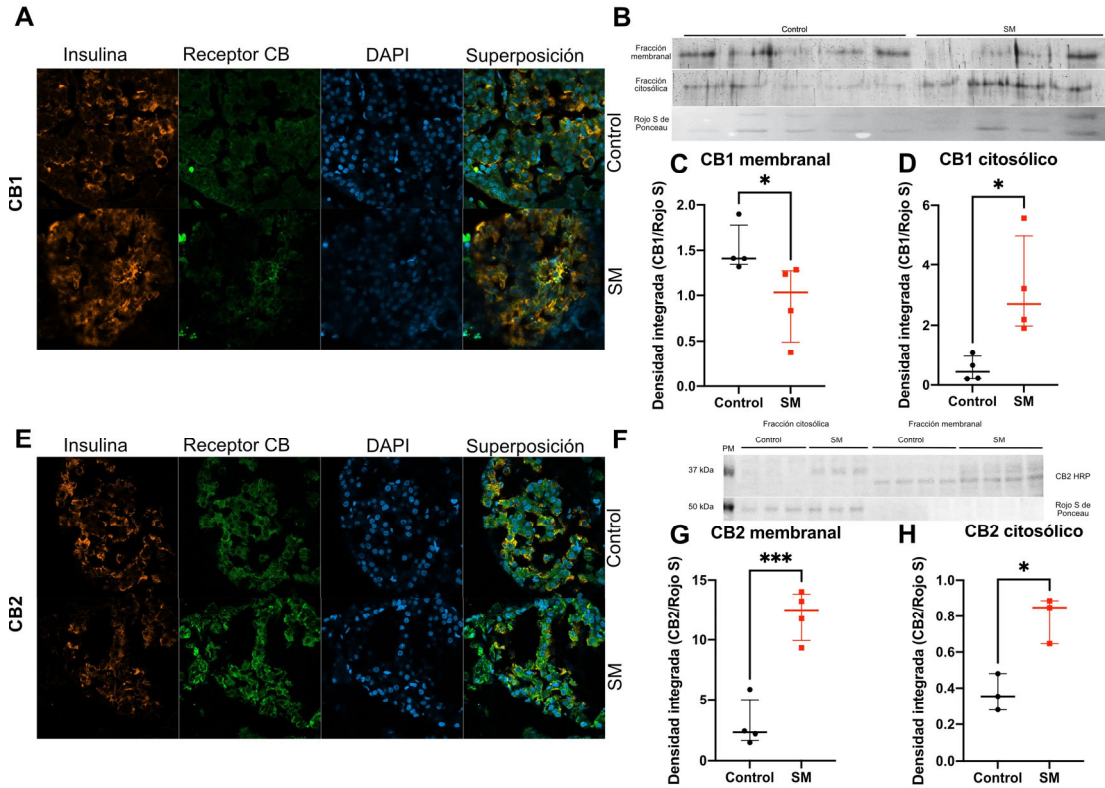 A
Insulina Receptor CB DAPI Superposición
CB1
Control
SM
B
Control SM
Fracción
membranal
Fracción
citosólica
Rojo S de
Ponceau
C CB1 membranal
Densidad integrada (CB1/Rojo S)
2.0
1.5
1.0
0.5
0.0
*
Control SM
D CB1 citosólico
Densidad integrada (CB1/Rojo S)
6
4
2
0
*
Control SM
E
Insulina Receptor CB DAPI Superposición
CB2
Control
SM
F
Fracción citosólica Fracción membranal
PM Control SM Control SM
37 kDa CB2 HRP
50 kDa Rojo S de
Ponceau
G CB2 membranal
Densidad integrada (CB2/Rojo S)
15
10
5
0
***
Control SM
H CB2 citosólico
Densidad integrada (CB2/Rojo S)
1.0
0.8
0.6
0.4
0.2
0.0
*
Control SM